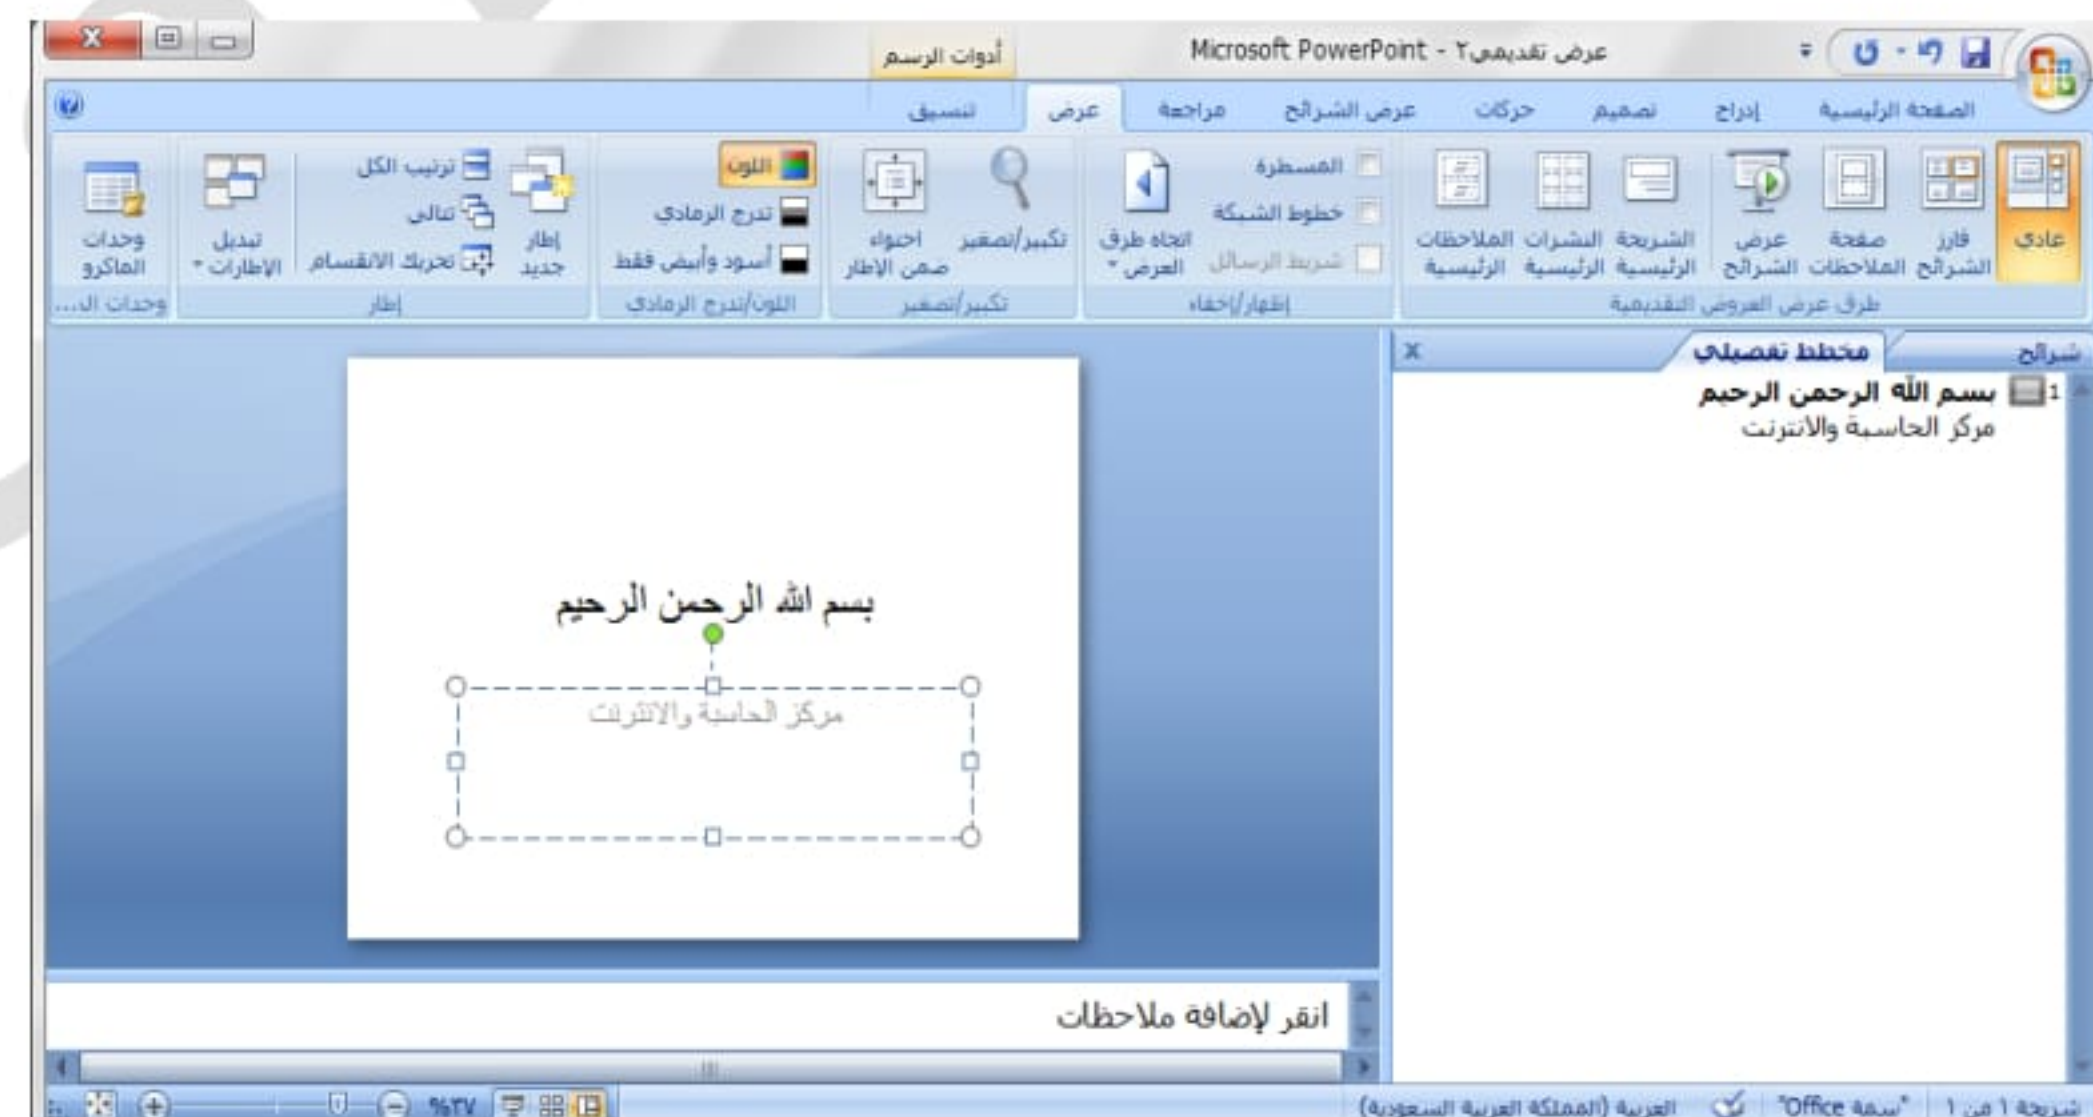 عرض تقديمي٢ - Microsoft PowerPoint
أدوات الرسم
الصفحة الرئيسية إدراج تصميم حركات عرض الشرائح مراجعة عرض تنسيق
عادي
فارز الشرائح
صفحة الملاحظات
عرض الشرائح
الشريحة الرئيسية
النشرات الرئيسية
الملاحظات الرئيسية
طرق عرض العروض التقديمية
المسطرة
خطوط الشبكة
شريط الرسائل
اتجاه طرق العرض
إظهار/إخفاء
تكبير/تصغير
احتواء ضمن الإطار
تكبير/تصغير
اللون
تدرج الرمادي
أسود وأبيض فقط
اللون/تدرج الرمادي
إطار جديد
ترتيب الكل
تتالي
تحريك الانقسام
تبديل الإطارات
إطار
وحدات الماكرو
وحدات ال...
شرائح
مخطط تفصيلي
x
1 بسم الله الرحمن الرحيم
مركز الحاسبة والانترنت
بسم الله الرحمن الرحيم
مركز الحاسبة والانترنت
انقر لإضافة ملاحظات
شريحة ١ من ١
"سمة Office"
العربية (المملكة العربية السعودية)
%٣٧